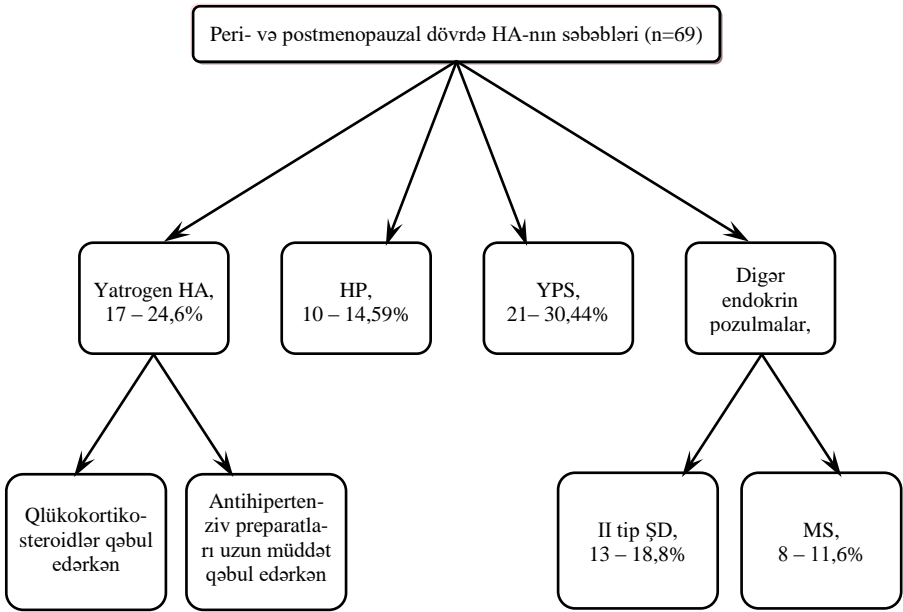 Peri- və postmenopauzal dövrdə HA-nın səbəbləri (n=69)
Yatrogen HA,
17 – 24,6%
HP,
10 – 14,59%
YPS,
21– 30,44%
Digər
endokrin
pozulmalar,
Qlükokortiko-
steroidlər qəbul
edərkən
Antihiperten-
ziv preparatla-
rı uzun müddət
qəbul edərkən
II tip ŞD,
13 – 18,8%
MS,
8 – 11,6%